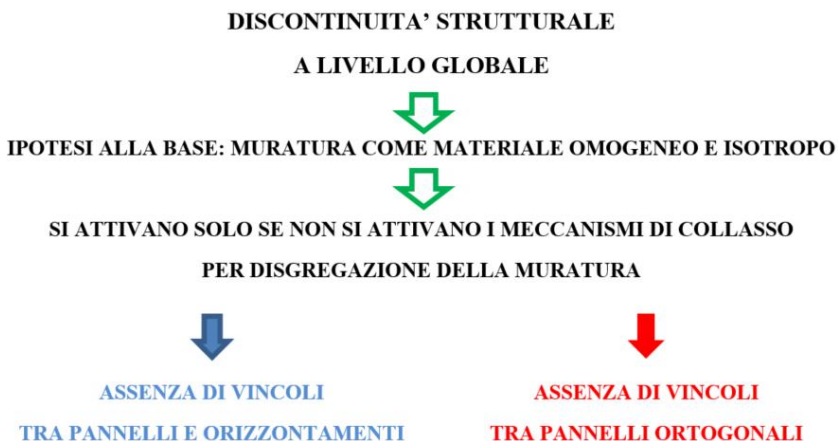 DISCONTINUITA' STRUTTURALE
A LIVELLO GLOBALE
IPOTESI ALLA BASE: MURATURA COME MATERIALE OMOGENEO E ISOTROPO
SI ATTIVANO SOLO SE NON SI ATTIVANO I MECCANISMI DI COLLASSO
PER DISGREGAZIONE DELLA MURATURA
ASSENZA DI VINCOLI
TRA PANNELLI E ORIZZONTAMENTI
ASSENZA DI VINCOLI
TRA PANNELLI ORTOGONALI